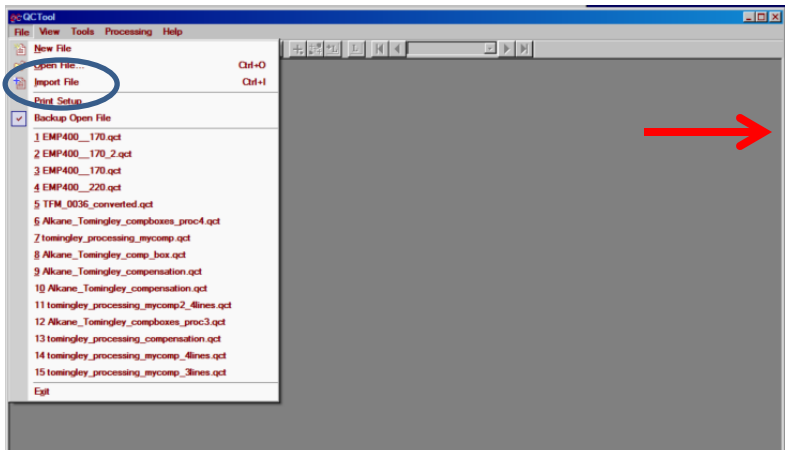 QCTool
File View Tools Processing Help
New File
Open File... Ctrl+O
Import File Ctrl+I
Print Setup...
Backup Open File
1 EMP400__170.qct
2 EMP400__170_2.qct
3 EMP400__170.qct
4 EMP400__220.qct
5 TFM_0036_converted.qct
6 Alkane_Tomingley_compboxes_proc4.qct
7 tomingley_processing_mycomp.qct
8 Alkane_Tomingley_comp_box.qct
9 Alkane_Tomingley_compensation.qct
10 Alkane_Tomingley_compensation.qct
11 tomingley_processing_mycomp2_4lines.qct
12 Alkane_Tomingley_compboxes_proc3.qct
13 tomingley_processing_compensation.qct
14 tomingley_processing_mycomp_4lines.qct
15 tomingley_processing_mycomp_3lines.qct
Exit